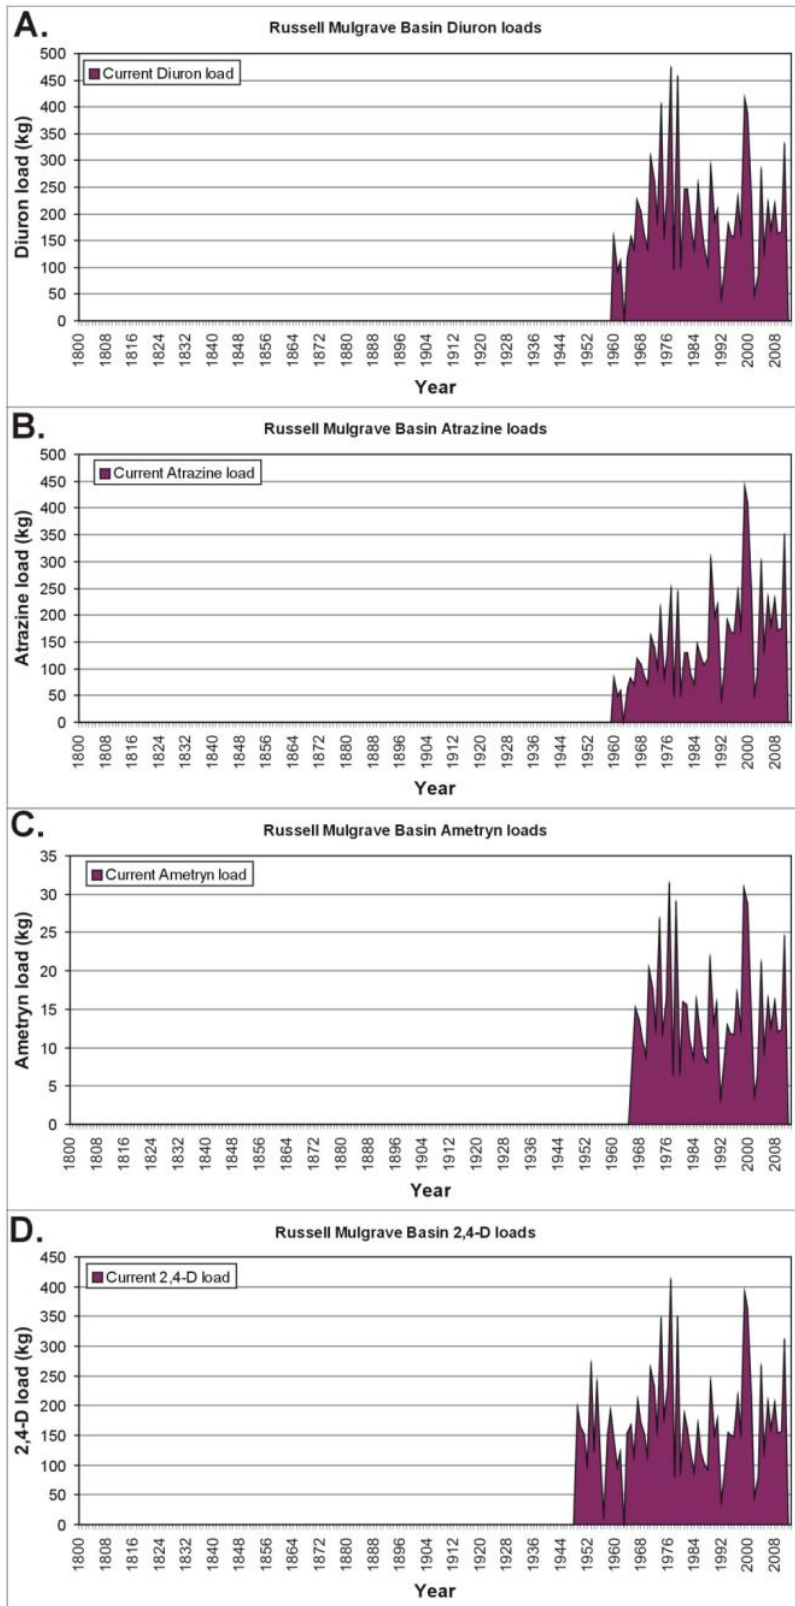 A.
Russell Mulgrave Basin Diuron loads
500
450
400
350
300
250
200
150
100
50
0
Diuron load (kg)
Current Diuron load
1800 1808 1816 1824 1832 1840 1848 1856 1864 1872 1880 1888 1896 1904 1912 1920 1928 1936 1944 1952 1960 1968 1976 1984 1992 2000 2008
Year
B.
Russell Mulgrave Basin Atrazine loads
500
450
400
350
300
250
200
150
100
50
0
Atrazine load (kg)
Current Atrazine load
1800 1808 1816 1824 1832 1840 1848 1856 1864 1872 1880 1888 1896 1904 1912 1920 1928 1936 1944 1952 1960 1968 1976 1984 1992 2000 2008
Year
C.
Russell Mulgrave Basin Ametryn loads
35
30
25
20
15
10
5
0
Ametryn load (kg)
Current Ametryn load
1800 1808 1816 1824 1832 1840 1848 1856 1864 1872 1880 1888 1896 1904 1912 1920 1928 1936 1944 1952 1960 1968 1976 1984 1992 2000 2008
Year
D.
Russell Mulgrave Basin 2,4-D loads
450
400
350
300
250
200
150
100
50
0
2,4-D load (kg)
Current 2,4-D load
1800 1808 1816 1824 1832 1840 1848 1856 1864 1872 1880 1888 1896 1904 1912 1920 1928 1936 1944 1952 1960 1968 1976 1984 1992 2000 2008
Year